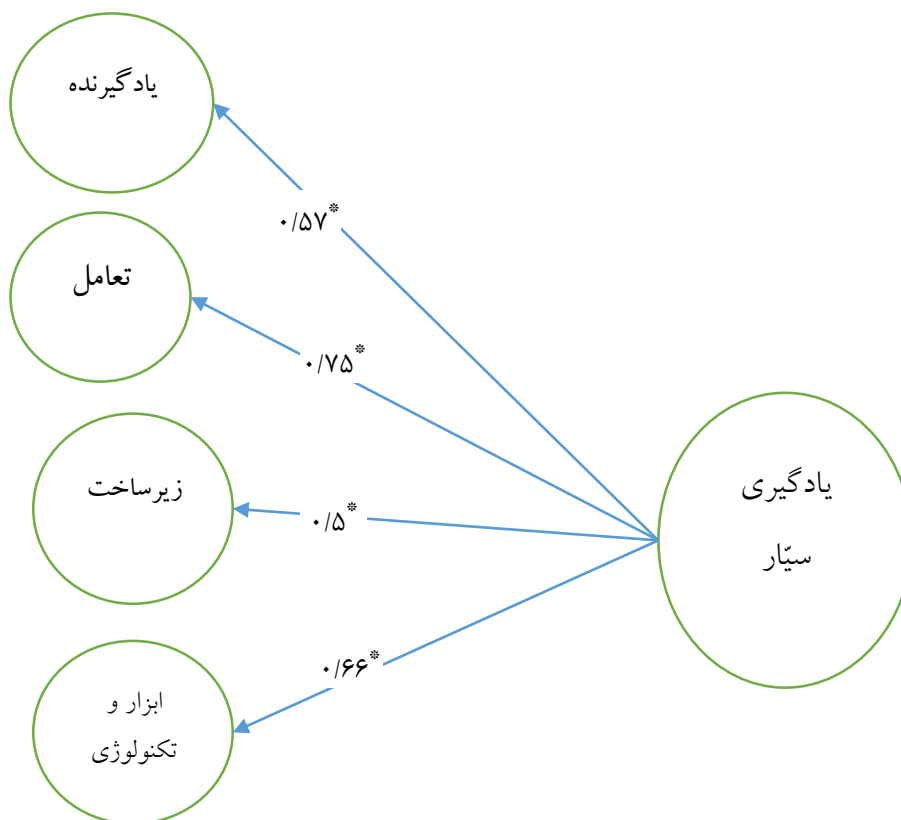 یادگیرنده
۰/۵۷*
تعامل
۰/۷۵*
یادگیری
سیّار
زیرساخت
۰/۵*
۰/۶۶*
ابزار و
تکنولوژی